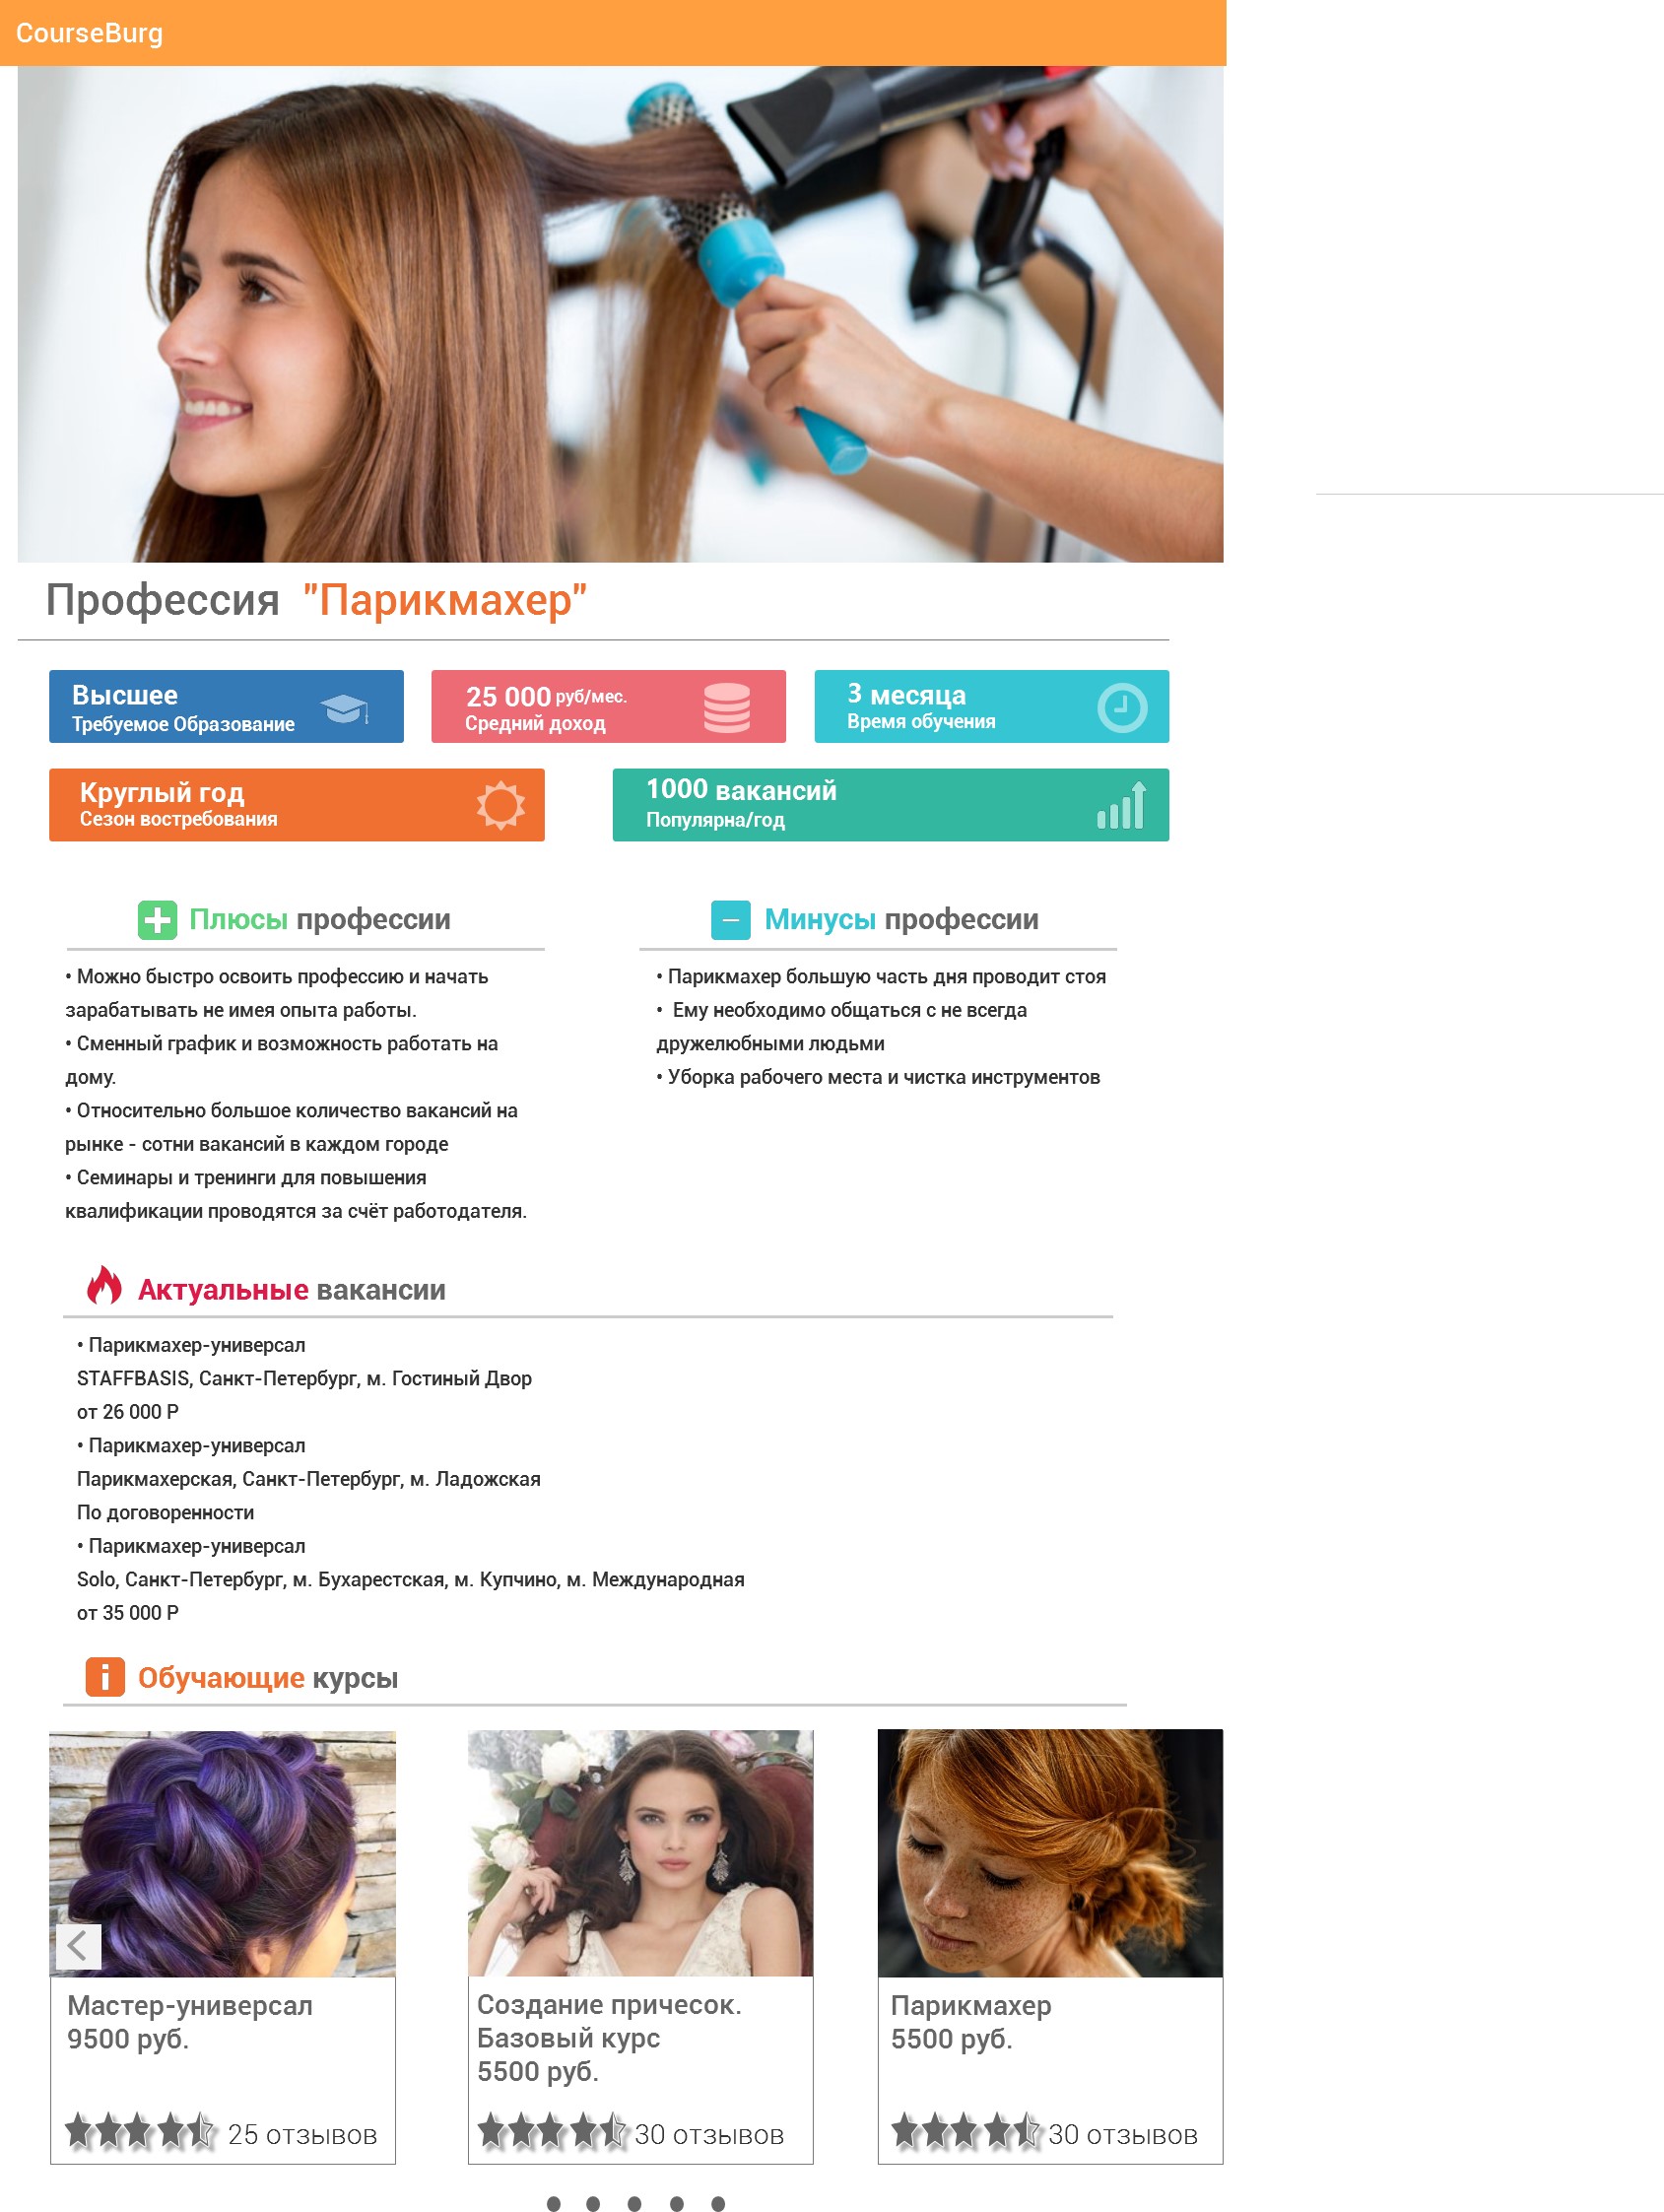 CourseBurg
Профессия "Парикмахер"
Высшее
Требуемое Образование
25 000 руб/мес.
Средний доход
3 месяца
Время обучения
Круглый год
Сезон востребования
1000 вакансий
Популярна/год
Плюсы профессии
• Можно быстро освоить профессию и начать
зарабатывать не имея опыта работы.
• Сменный график и возможность работать на
дому.
• Относительно большое количество вакансий на
рынке - сотни вакансий в каждом городе
• Семинары и тренинги для повышения
квалификации проводятся за счёт работодателя.
Минусы профессии
• Парикмахер большую часть дня проводит стоя
• Ему необходимо общаться с не всегда
дружелюбными людьми
• Уборка рабочего места и чистка инструментов
Актуальные вакансии
• Парикмахер-универсал
STAFFBASIS, Санкт-Петербург, м. Гостиный Двор
от 26 000 Р
• Парикмахер-универсал
Парикмахерская, Санкт-Петербург, м. Ладожская
По договоренности
• Парикмахер-универсал
Solo, Санкт-Петербург, м. Бухарестская, м. Купчино, м. Международная
от 35 000 Р
Обучающие курсы
Мастер-универсал
9500 руб.
25 отзывов
Создание причесок.
Базовый курс
5500 руб.
30 отзывов
Парикмахер
5500 руб.
30 отзывов